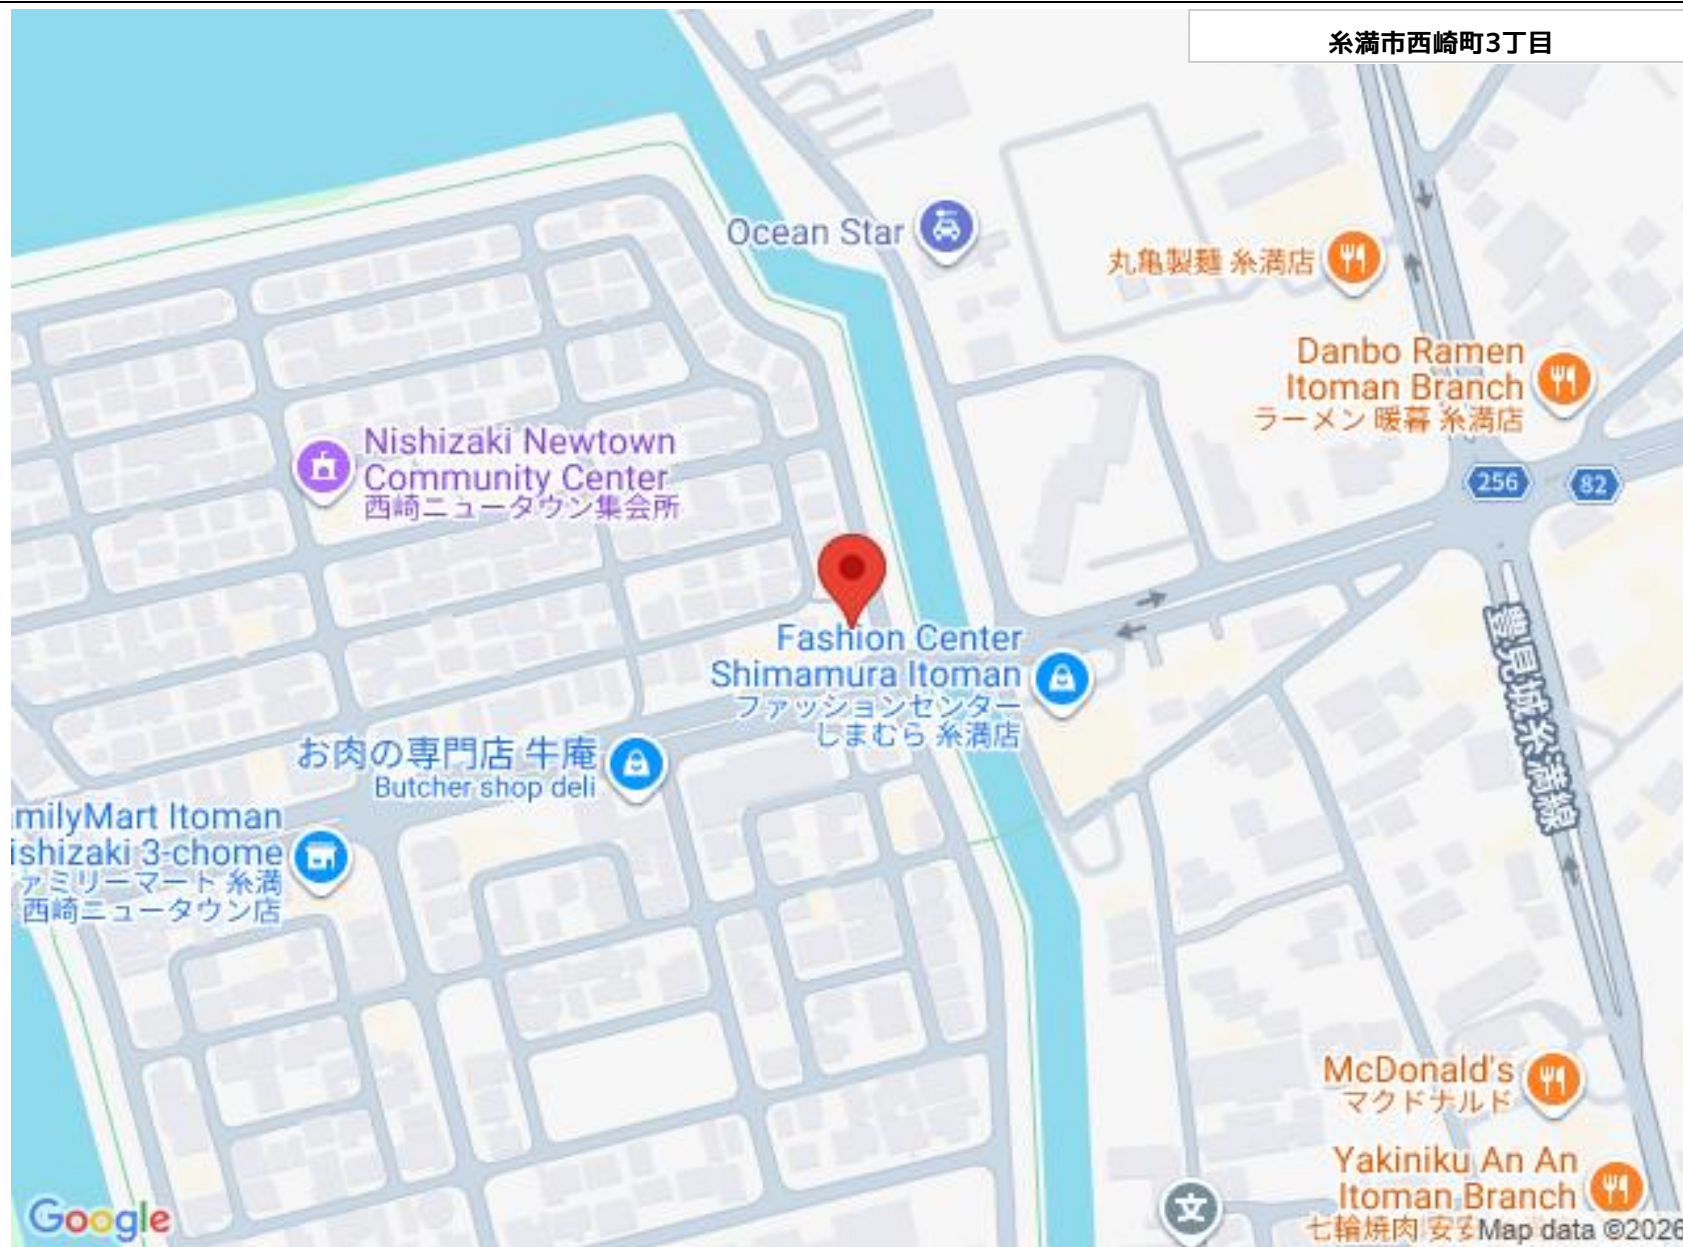 糸満市西崎町3丁目
Ocean Star
丸亀製麺 糸満店
Danbo Ramen
Itoman Branch
ラーメン 暖暮 糸満店
Nishizaki Newtown
Community Center
西崎ニュータウン集会所
256
82
Fashion Center
Shimamura Itoman
ファッションセンター
しまむら 糸満店
豊見城糸満線
お肉の専門店 牛庵
Butcher shop deli
milyMart Itoman
ishizaki 3-chome
ァミリーマート 糸満
西崎ニュータウン店
McDonald's
マクドナルド
Yakiniku An An
Itoman Branch
七輪焼肉 安
文
Google
Map data ©2026